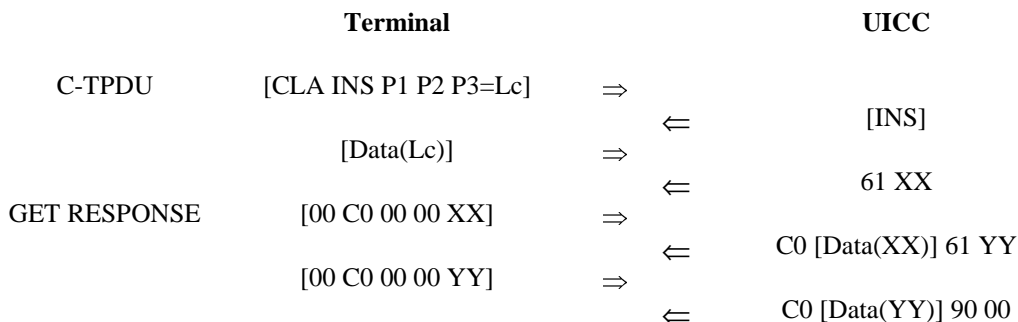 Terminal UICC
C-TPDU [CLA INS P1 P2 P3=Lc] ⇒
⇐ [INS]
[Data(Lc)] ⇒
⇐ 61 XX
GET RESPONSE [00 C0 00 00 XX] ⇒
⇐ C0 [Data(XX)] 61 YY
[00 C0 00 00 YY] ⇒
⇐ C0 [Data(YY)] 90 00